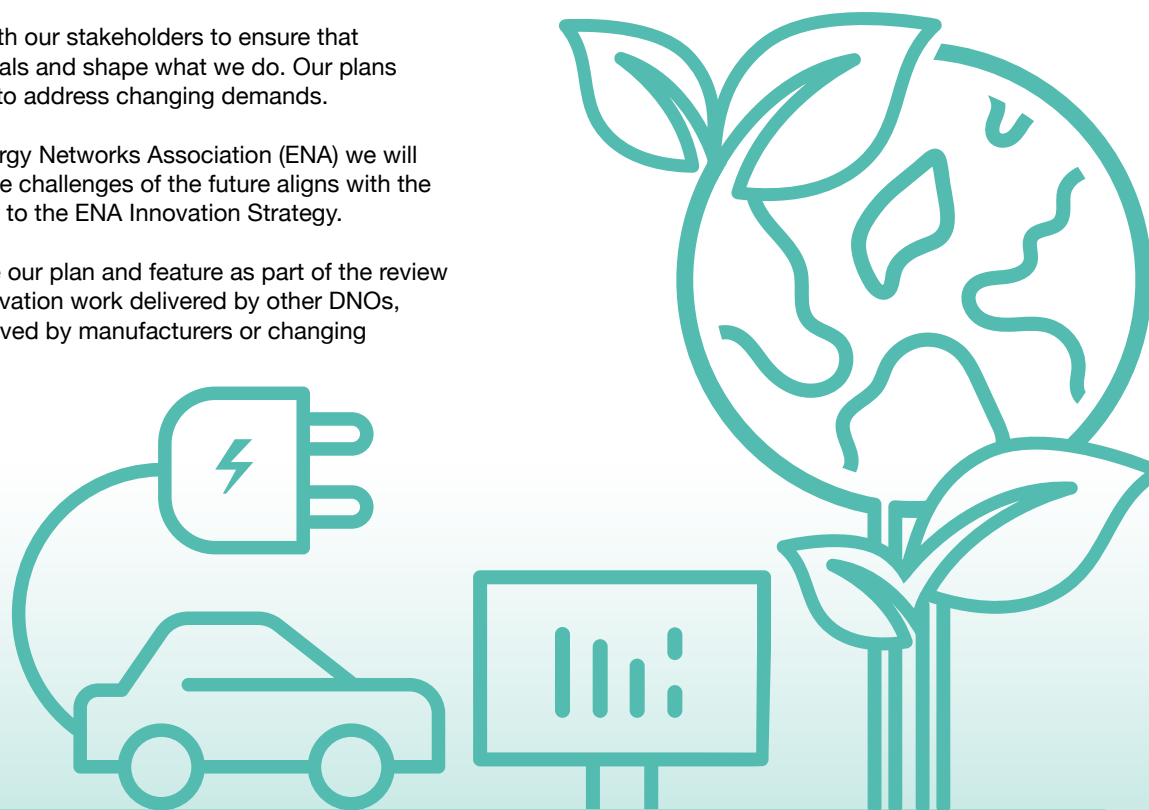 th our stakeholders to ensure that
als and shape what we do. Our plans
to address changing demands.
rgy Networks Association (ENA) we will
e challenges of the future aligns with the
to the ENA Innovation Strategy.
e our plan and feature as part of the review
vation work delivered by other DNOs,
ved by manufacturers or changing